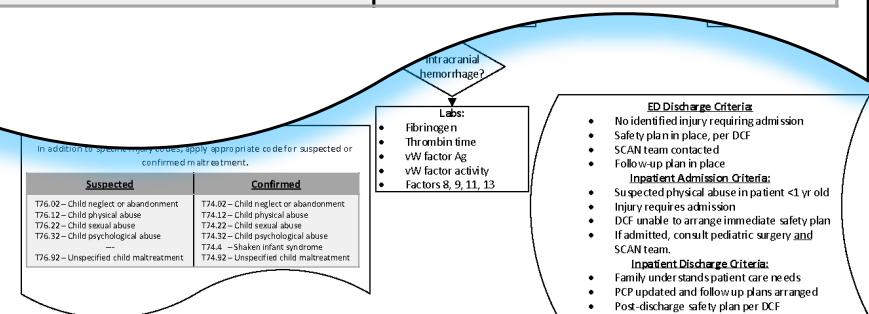 Intracranial
hemorrhage?
Labs:
• Fibrinogen
• Thrombin time
• vW factor Ag
• vW factor activity
• Factors 8, 9, 11, 13
In addition to specific injury codes, apply appropriate code for suspected or
confirmed maltreatment.
Suspected
T76.02 – Child neglect or abandonment
T76.12 – Child physical abuse
T76.22 – Child sexual abuse
T76.32 – Child psychological abuse
---
T76.92 – Unspecified child maltreatment
Confirmed
T74.02 – Child neglect or abandonment
T74.12 – Child physical abuse
T74.22 – Child sexual abuse
T74.32 – Child psychological abuse
T74.4 – Shaken infant syndrome
T74.92 – Unspecified child maltreatment
ED Discharge Criteria:
• No identified injury requiring admission
• Safety plan in place, per DCF
• SCAN team contacted
• Follow-up plan in place
Inpatient Admission Criteria:
• Suspected physical abuse in patient <1 yr old
• Injury requires admission
• DCF unable to arrange immediate safety plan
• If admitted, consult pediatric surgery and
SCAN team.
Inpatient Discharge Criteria:
• Family understands patient care needs
• PCP updated and follow up plans arranged
• Post-discharge safety plan per DCF